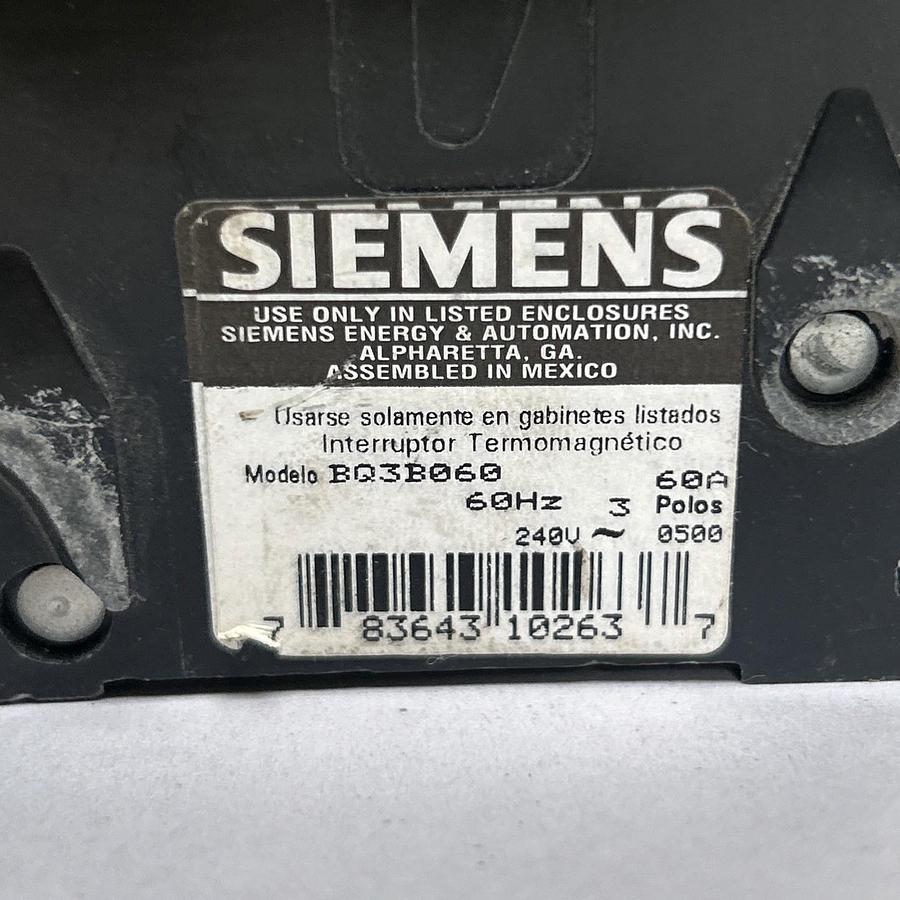 SIEMENS
USE ONLY IN LISTED ENCLOSURES
SIEMENS ENERGY & AUTOMATION, INC.
ALPHARETTA, GA.
ASSEMBLED IN MEXICO
Usarse solamente en gabinetes listados
Interruptor Termomagnético
Modelo BQ3B060 60A
60Hz 3 Polos
240V ~ 0500
7 83643 10263 7